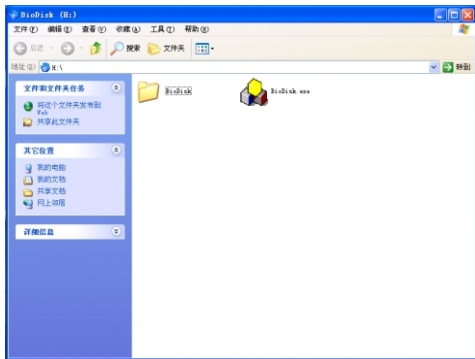 BioDisk (H:)
文件(F) 编辑(E) 查看(V) 收藏(A) 工具(T) 帮助(H)
后退 搜索 文件夹
地址(D) H:\ 转到
文件和文件夹任务
将这个文件夹发布到
Web
共享此文件夹
其它位置
我的电脑
我的文档
共享文档
网上邻居
详细信息
BioDisk
BioDisk.exe